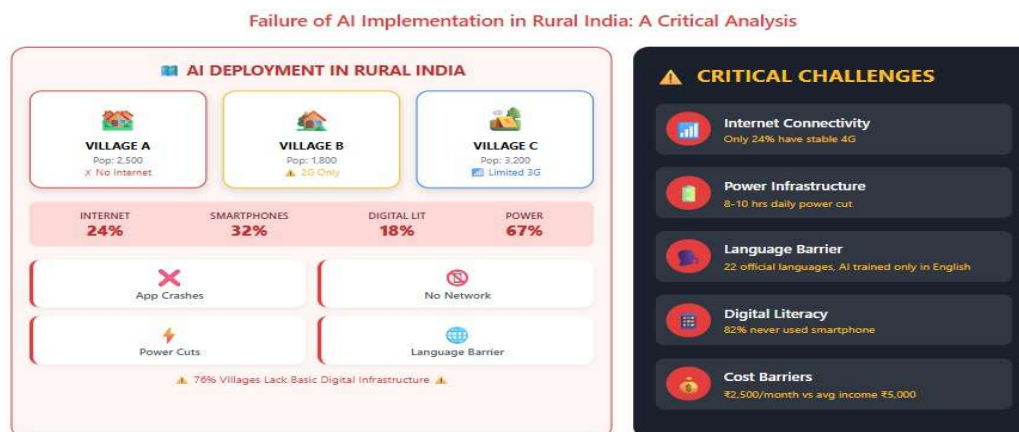 Failure of AI Implementation in Rural India: A Critical Analysis
AI DEPLOYMENT IN RURAL INDIA
VILLAGE A
Pop: 2,500
X No Internet
VILLAGE B
Pop: 1,800
2G Only
VILLAGE C
Pop: 3,200
Limited 3G
INTERNET
24%
SMARTPHONES
32%
DIGITAL LIT
18%
POWER
67%
App Crashes
No Network
Power Cuts
Language Barrier
76% Villages Lack Basic Digital Infrastructure
CRITICAL CHALLENGES
Internet Connectivity
Only 24% have stable 4G
Power Infrastructure
8-10 hrs daily power cut
Language Barrier
22 official languages, AI trained only in English
Digital Literacy
82% never used smartphone
Cost Barriers
₹2,500/month vs avg income ₹5,000